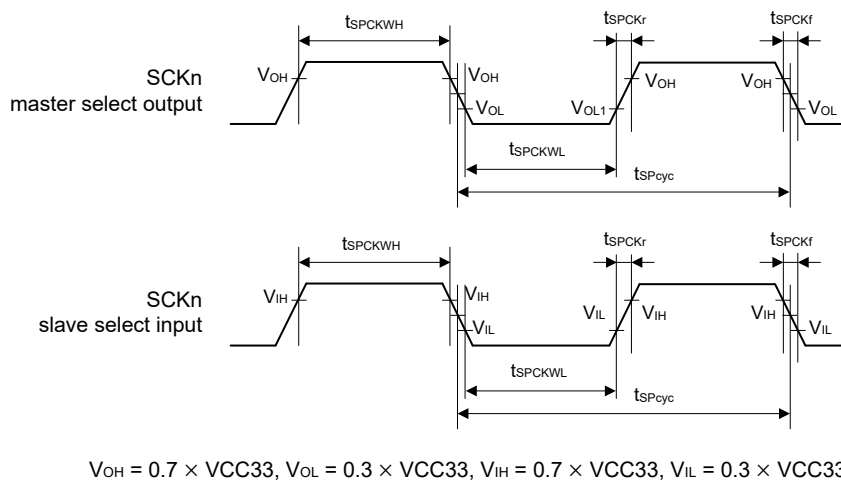 tSPCKWH
tSPCKr
tSPCKf
SCKn
master select output
VOH
VOH
VOL
VOL1
VOH
VOH
VOL
tSPCKWL
tSPcyc
tSPCKWH
tSPCKr
tSPCKf
SCKn
slave select input
VIH
VIH
VIL
VIL
VIH
VIH
VIL
tSPCKWL
tSPcyc
VOH = 0.7 × VCC33, VOL = 0.3 × VCC33, VIH = 0.7 × VCC33, VIL = 0.3 × VCC33